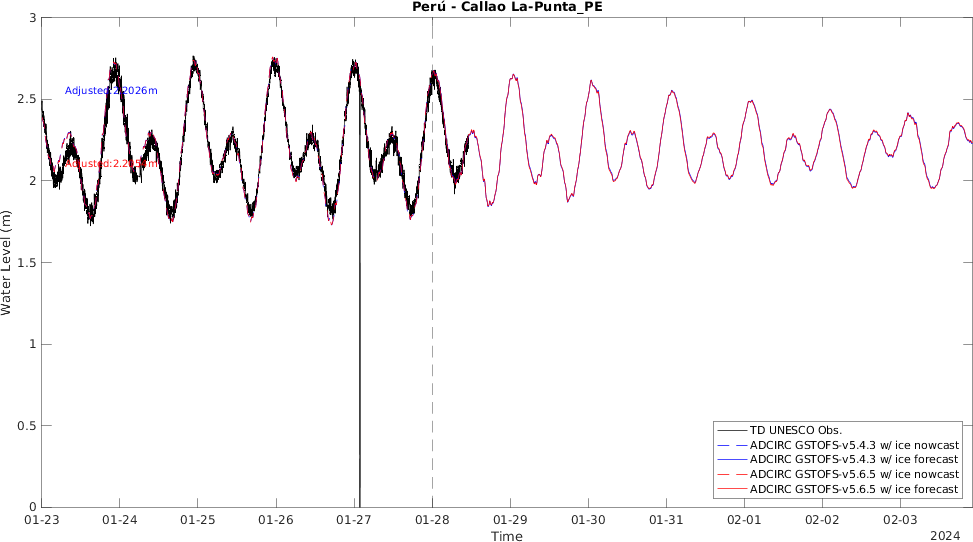 Perú - Callao La-Punta_PE
3
2.5
2
1.5
1
0.5
0
Water Level (m)
Adjusted:2.2026m
01-23
01-24
01-25
01-26
01-27
01-28
01-29
01-30
01-31
02-01
02-02
02-03
Time
2024
TD UNESCO Obs.
ADCIRC GSTOFS-v5.4.3 w/ ice nowcast
ADCIRC GSTOFS-v5.4.3 w/ ice forecast
ADCIRC GSTOFS-v5.6.5 w/ ice nowcast
ADCIRC GSTOFS-v5.6.5 w/ ice forecast